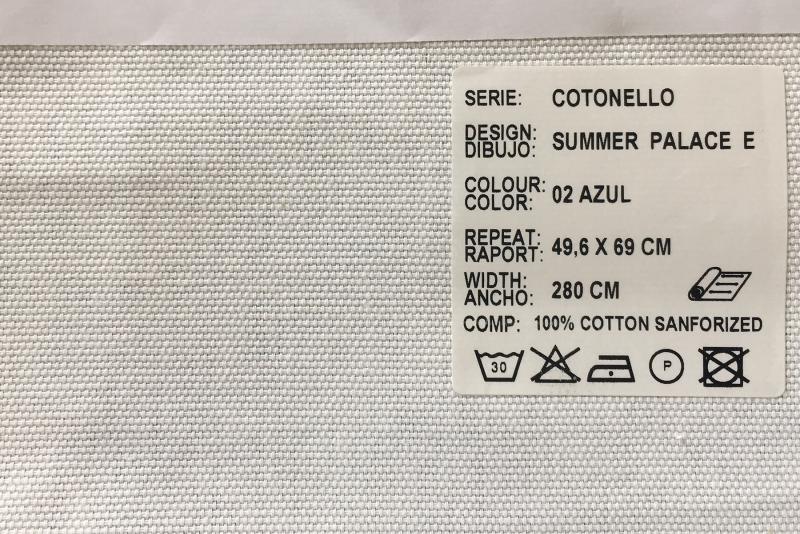 SERIE: COTONELLO
DESIGN:
DIBUJO: SUMMER PALACE E
COLOUR:
COLOR: 02 AZUL
REPEAT:
RAPORT: 49,6 X 69 CM
WIDTH:
ANCHO: 280 CM
COMP: 100% COTTON SANFORIZED
30 P